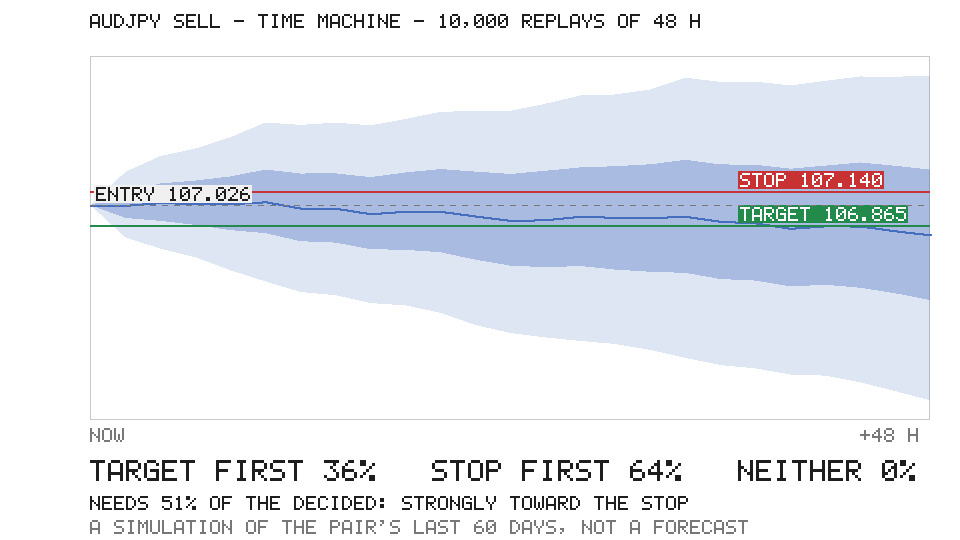 AUDJPY SELL – TIME MACHINE – 10,000 REPLAYS OF 48 H
STOP 107.140
ENTRY 107.026
TARGET 106.865
NOW +48 H
TARGET FIRST 36% STOP FIRST 64% NEITHER 0%
NEEDS 51% OF THE DECIDED: STRONGLY TOWARD THE STOP
A SIMULATION OF THE PAIR'S LAST 60 DAYS, NOT A FORECAST